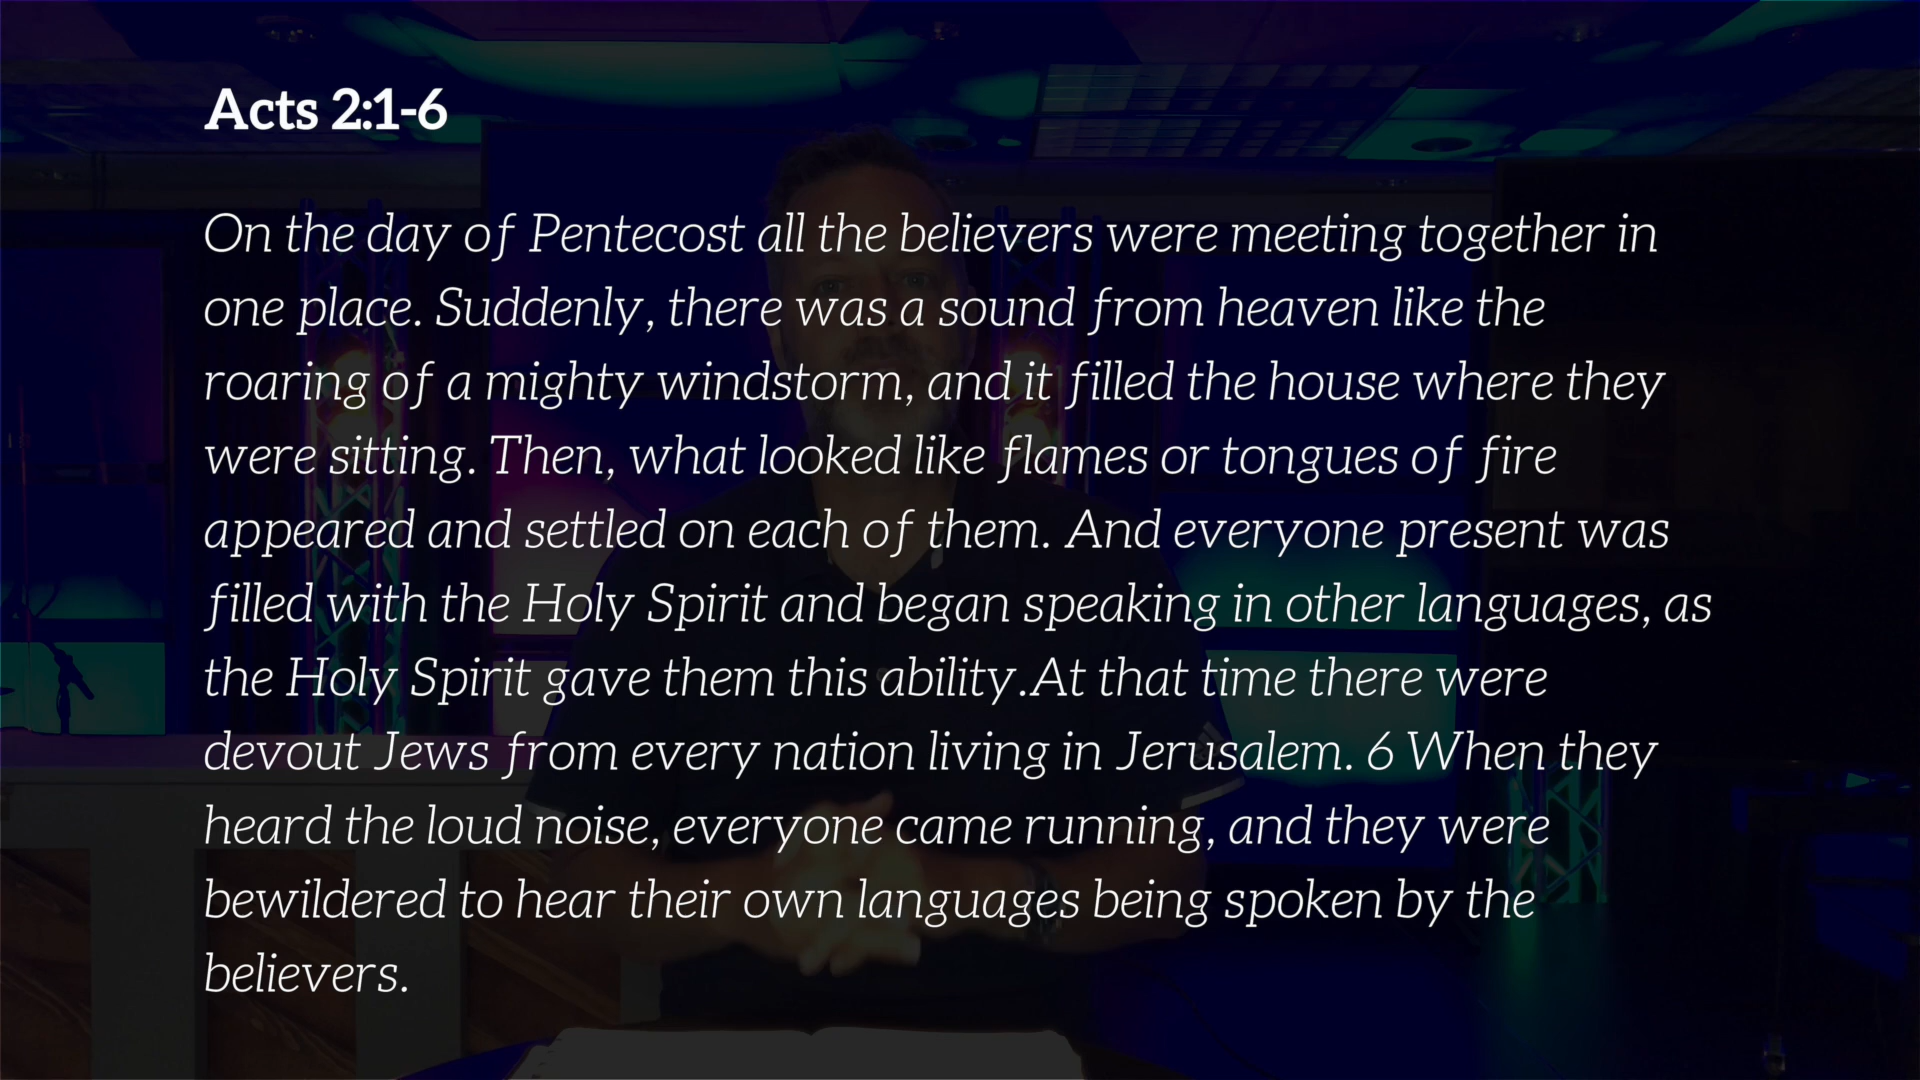 Acts 2:1-6
On the day of Pentecost all the believers were meeting together in
one place. Suddenly, there was a sound from heaven like the
roaring of a mighty windstorm, and it filled the house where they
were sitting. Then, what looked like flames or tongues of fire
appeared and settled on each of them. And everyone present was
filled with the Holy Spirit and began speaking in other languages, as
the Holy Spirit gave them this ability.At that time there were
devout Jews from every nation living in Jerusalem. 6 When they
heard the loud noise, everyone came running, and they were
bewildered to hear their own languages being spoken by the
believers.